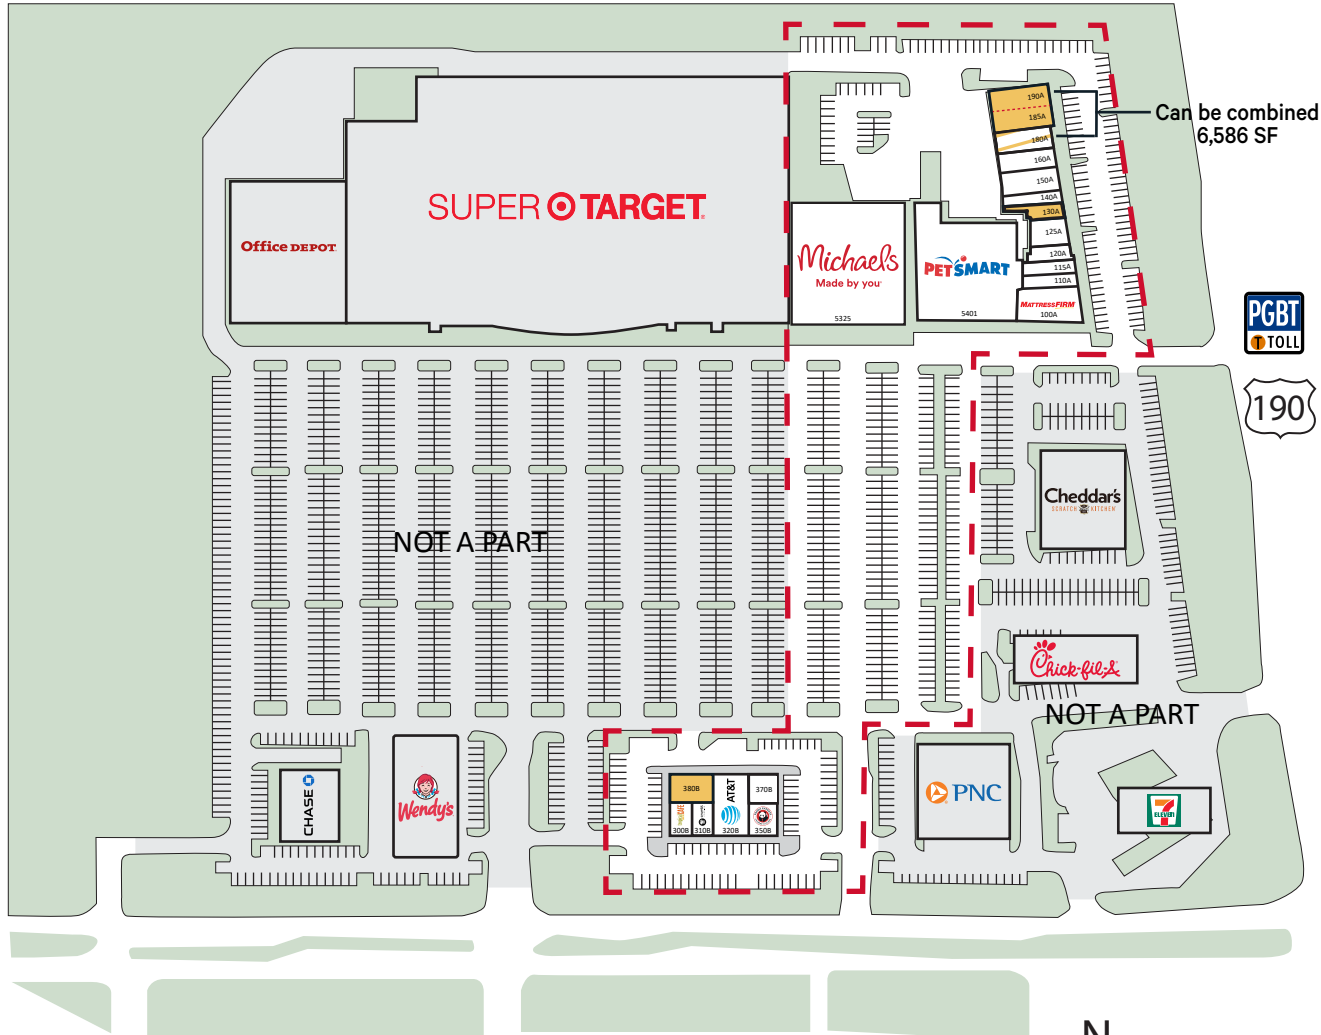 190A
185A
Can be combined
6,586 SF
180A
160A
150A
140A
130A
125A
120A
115A
110A
MATTRESSFIRM
100A
SUPER TARGET
Office DEPOT
Michaels
Made by you
5325
PETSMART
5401
PGBT
T TOLL
190
Cheddar's
SCRATCH KITCHEN
NOT A PART
Chick-fil-A
NOT A PART
CHASE
Wendy's
380B
AT&T
370B
300B
310B
320B
350B
PNC
7
ELEVEn
N